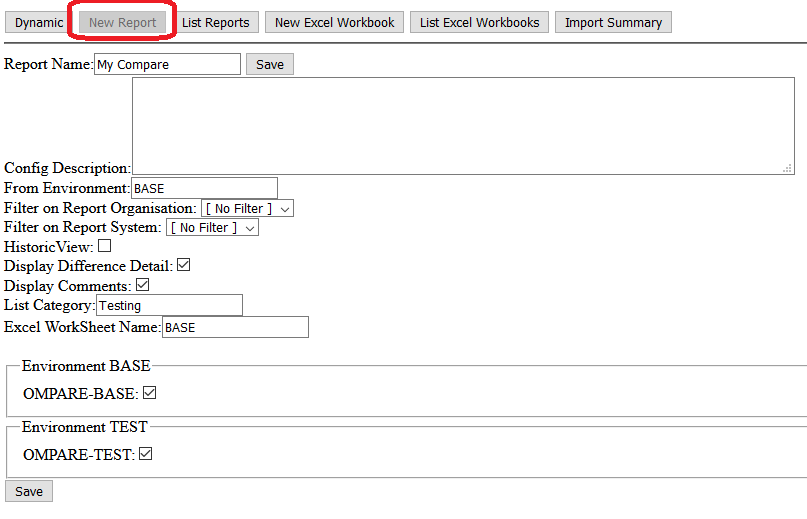 Dynamic New Report List Reports New Excel Workbook List Excel Workbooks Import Summary
Report Name: My Compare Save
Config Description:
From Environment: BASE
Filter on Report Organisation: [ No Filter ]
Filter on Report System: [ No Filter ]
HistoricView:
Display Difference Detail:
Display Comments:
List Category: Testing
Excel WorkSheet Name: BASE
Environment BASE
OMPARE-BASE:
Environment TEST
OMPARE-TEST:
Save